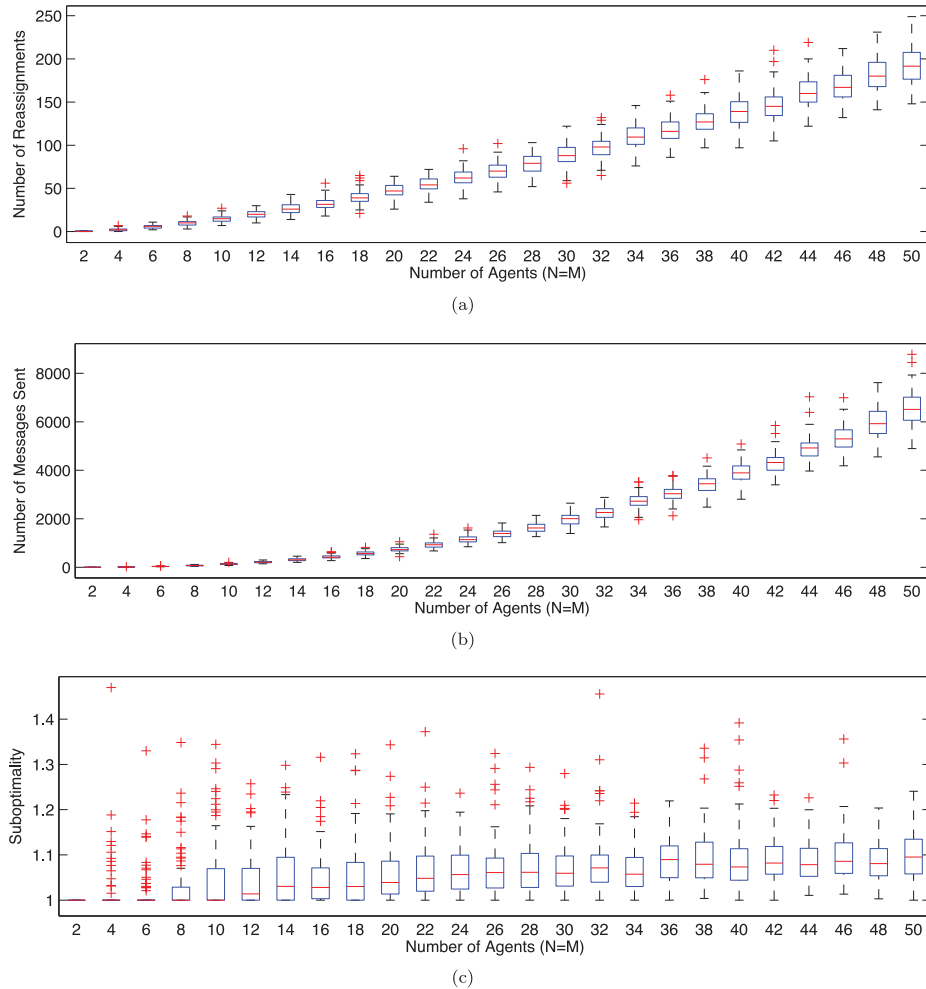 250
200
150
100
50
0
Number of Reassignments
2 4 6 8 10 12 14 16 18 20 22 24 26 28 30 32 34 36 38 40 42 44 46 48 50
Number of Agents (N=M)
(a)
8000
6000
4000
2000
0
Number of Messages Sent
2 4 6 8 10 12 14 16 18 20 22 24 26 28 30 32 34 36 38 40 42 44 46 48 50
Number of Agents (N=M)
(b)
1.4
1.3
1.2
1.1
1
Suboptimality
2 4 6 8 10 12 14 16 18 20 22 24 26 28 30 32 34 36 38 40 42 44 46 48 50
Number of Agents (N=M)
(c)